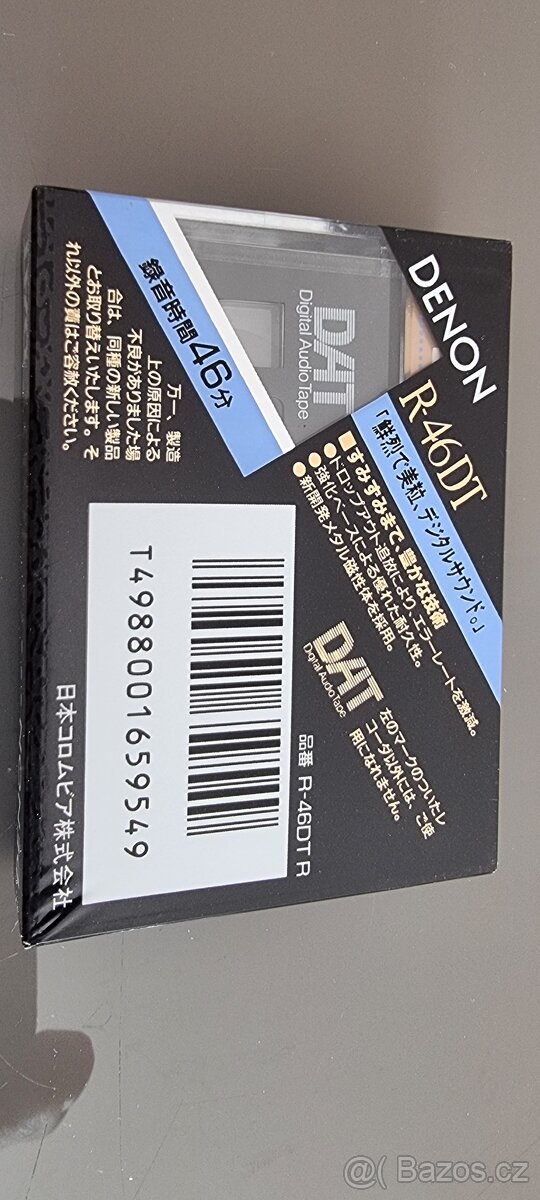 DENON
R-46DT
「鮮烈で美粒、デジタルサウンド。」
■すみずみまで、豊かな技術
●ドロップアウト追放により、エラーレートを激減。
●強化ベースによる優れた耐久性。
●新開発メタル磁性体を採用。
DAT
Digital Audio Tape
左のマークのついたレ
コーダ以外には、ご使
用になれません。
DAT
Digital Audio Tape
録音時間46分
万一、製造
上の原因による
不良がありました場
合は、同種の新しい製品
とお取り替えいたします。そ
れ以外の責はご容赦ください。
品番 R-46DT R
T4988001659549
日本コロムビア株式会社
@( Bazos.cz